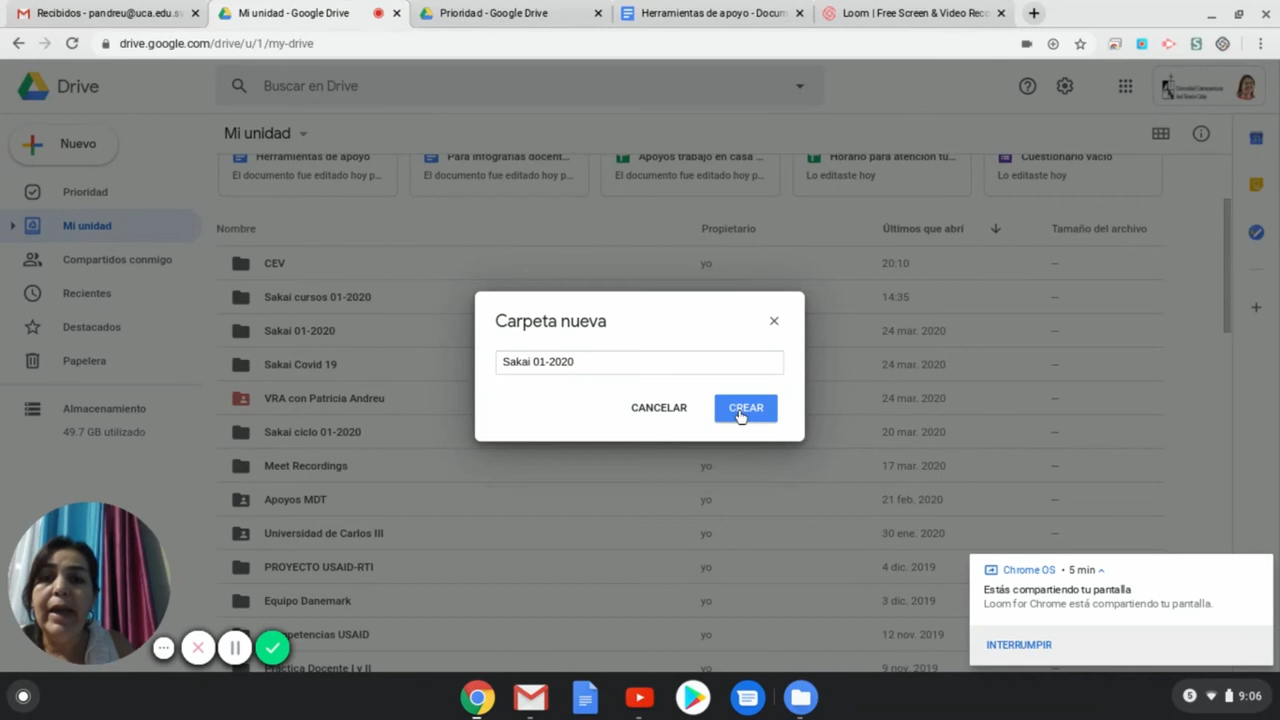 Recibidos - pandreu@uca.edu.s
Mi unidad - Google Drive
Prioridad - Google Drive
Herramientas de apoyo - Docum
Loom | Free Screen & Video Rec
drive.google.com/drive/u/1/my-drive
Drive
Buscar en Drive
Nuevo
Mi unidad
Herramientas de apoyo
Para infografías docent...
Apoyos trabajo en casa ...
Horario para atención tu...
Cuestionario vacío
El documento fue editado hoy p...
El documento fue editado hoy p...
El documento fue editado hoy p...
Lo editaste hoy
Lo editaste hoy
Prioridad
Mi unidad
Compartidos conmigo
Recientes
Destacados
Papelera
Almacenamiento
49.7 GB utilizado
Nombre
Propietario
Últimos que abrí
Tamaño del archivo
CEV
yo
20:10
—
Sakai cursos 01-2020
14:35
—
Sakai 01-2020
24 mar. 2020
—
Sakai Covid 19
24 mar. 2020
—
VRA con Patricia Andreu
24 mar. 2020
—
Sakai ciclo 01-2020
20 mar. 2020
—
Meet Recordings
yo
17 mar. 2020
—
Apoyos MDT
yo
21 feb. 2020
—
Universidad de Carlos III
yo
30 ene. 2020
—
PROYECTO USAID-RTI
yo
4 dic. 2019
Equipo Danemark
yo
3 dic. 2019
USAID
yo
12 nov. 2019
Práctica Docente I y II
yo
9 nov. 2019
Carpeta nueva
Sakai 01-2020
CANCELAR
CREAR
Chrome OS • 5 min
Estás compartiendo tu pantalla
Loom for Chrome está compartiendo tu pantalla.
INTERRUMPIR
5
9:06